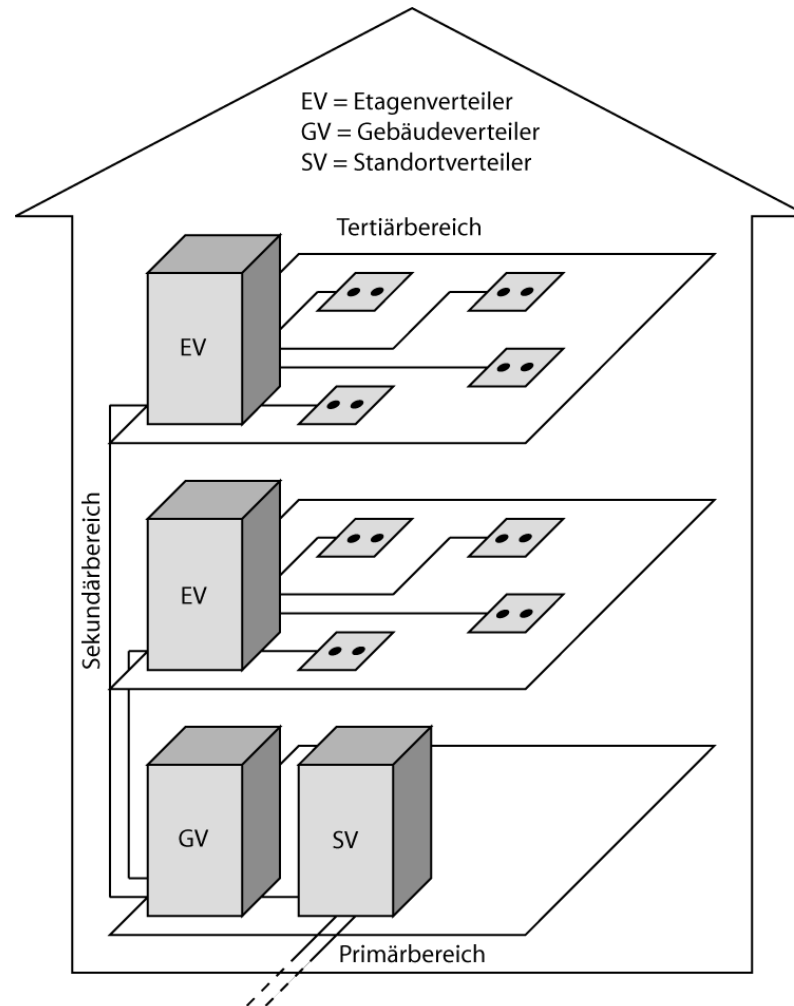 EV = Etagenverteiler
GV = Gebäudeverteiler
SV = Standortverteiler
Tertiärbereich
EV
Sekundärbereich
EV
GV
SV
Primärbereich